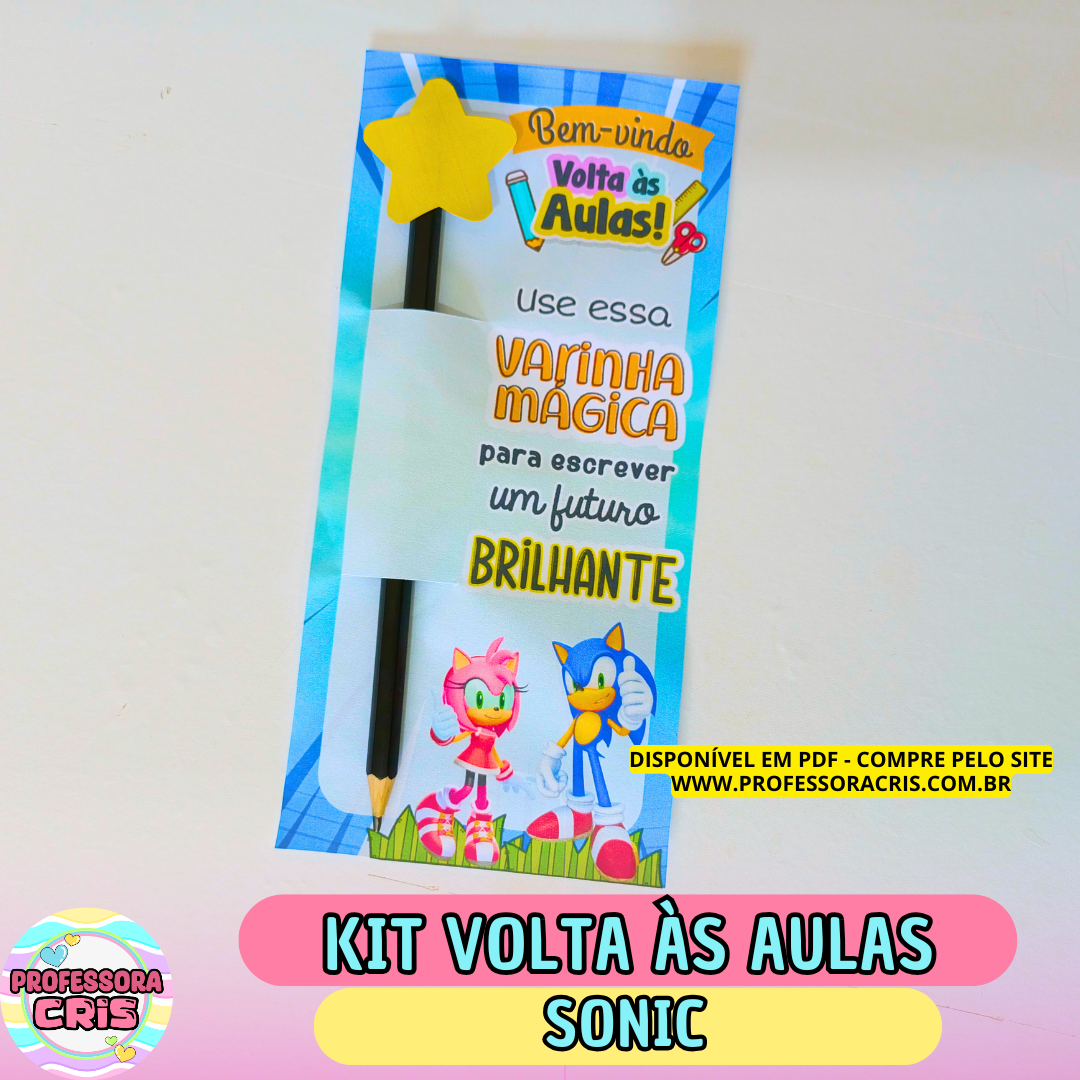 Bem-vindo
Volta às
Aulas!
Use essa
VARINHA
MÁGICA
para escrever
um futuro
BRILHANTE
DISPONÍVEL EM PDF - COMPRE PELO SITE
WWW.PROFESSORACRIS.COM.BR
KIT VOLTA ÀS AULAS
SONIC
PROFESSORA
CRIS